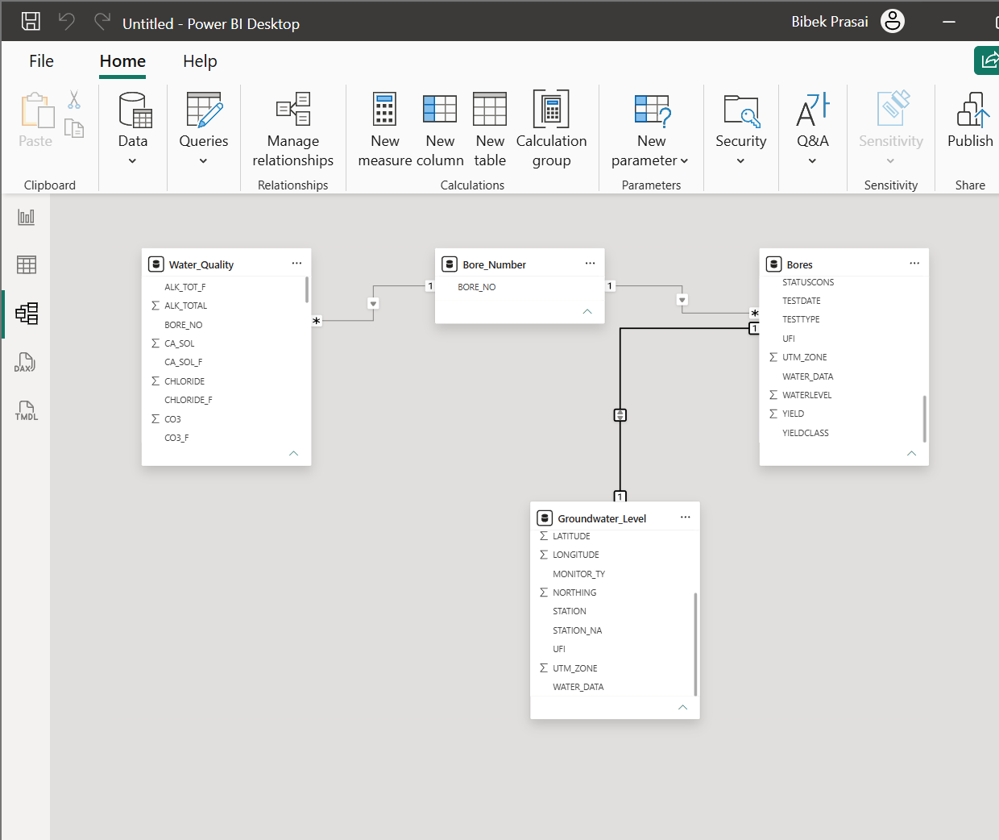 Untitled - Power BI Desktop
Bibek Prasai
File
Home
Help
Paste
Data
Queries
Manage relationships
New measure
New column
New table
Calculation group
New parameter
Security
Q&A
Sensitivity
Publish
Clipboard
Relationships
Calculations
Parameters
Sensitivity
Share
DAX
TMDL
Water_Quality
ALK_TOT_F
Σ ALK_TOTAL
BORE_NO
Σ CA_SOL
CA_SOL_F
Σ CHLORIDE
CHLORIDE_F
Σ CO3
CO3_F
*
1
Bore_Number
BORE_NO
1
*
1
Bores
STATUSCONS
TESTDATE
TESTTYPE
UFI
Σ UTM_ZONE
WATER_DATA
Σ WATERLEVEL
Σ YIELD
YIELDCLASS
1
Groundwater_Level
Σ LATITUDE
Σ LONGITUDE
MONITOR_TY
Σ NORTHING
STATION
STATION_NA
UFI
Σ UTM_ZONE
WATER_DATA